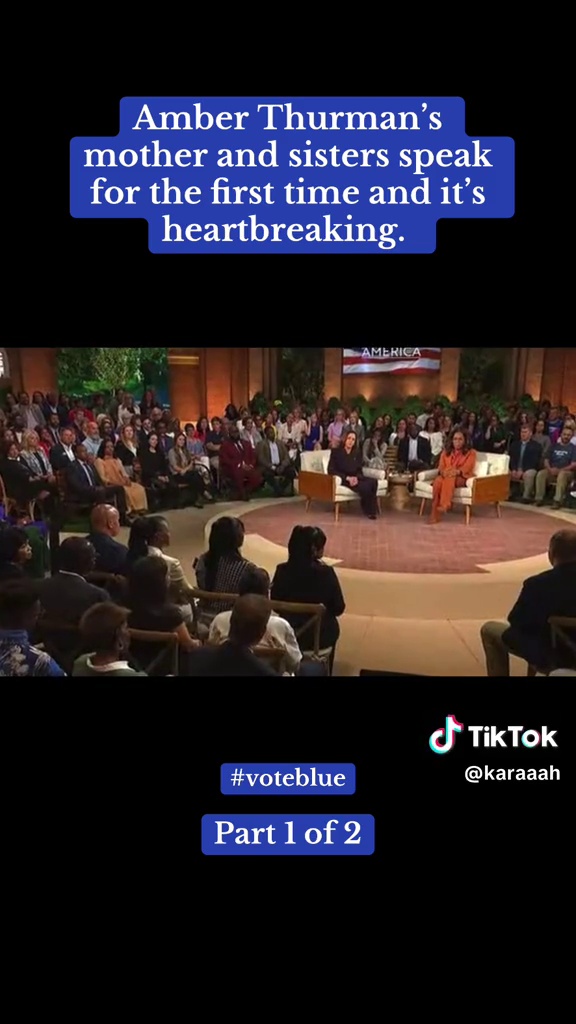 Amber Thurman’s
mother and sisters speak
for the first time and it’s
heartbreaking.
AMERICA
TikTok
@karaaah
#voteblue
Part 1 of 2